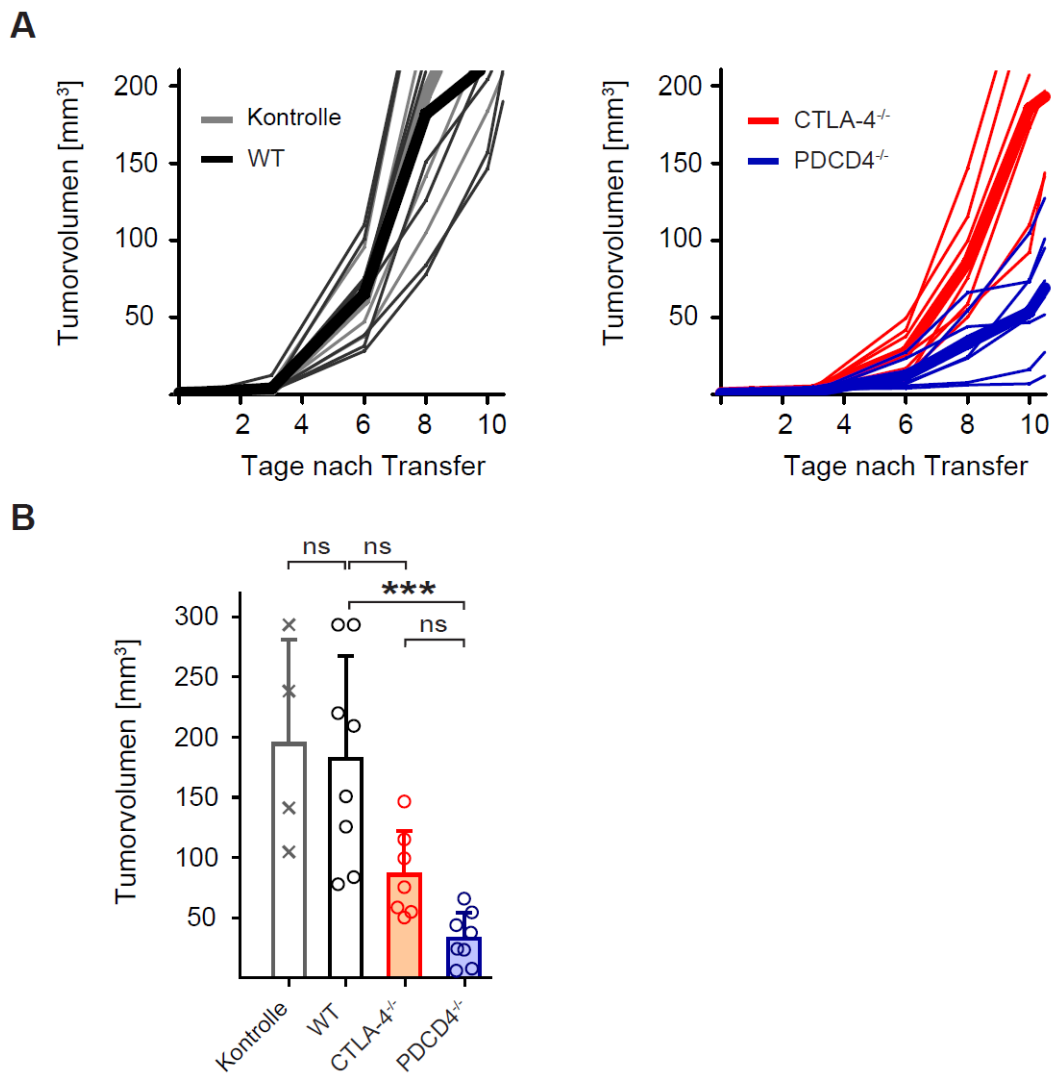 A
Tumorvolumen [mm³]
200
150
100
50
Kontrolle
WT
2 4 6 8 10
Tage nach Transfer
Tumorvolumen [mm³]
200
150
100
50
CTLA-4⁻/⁻
PDCD4⁻/⁻
2 4 6 8 10
Tage nach Transfer
B
ns ns
***
ns
Tumorvolumen [mm³]
300
250
200
150
100
50
Kontrolle
WT
CTLA-4⁻/⁻
PDCD4⁻/⁻